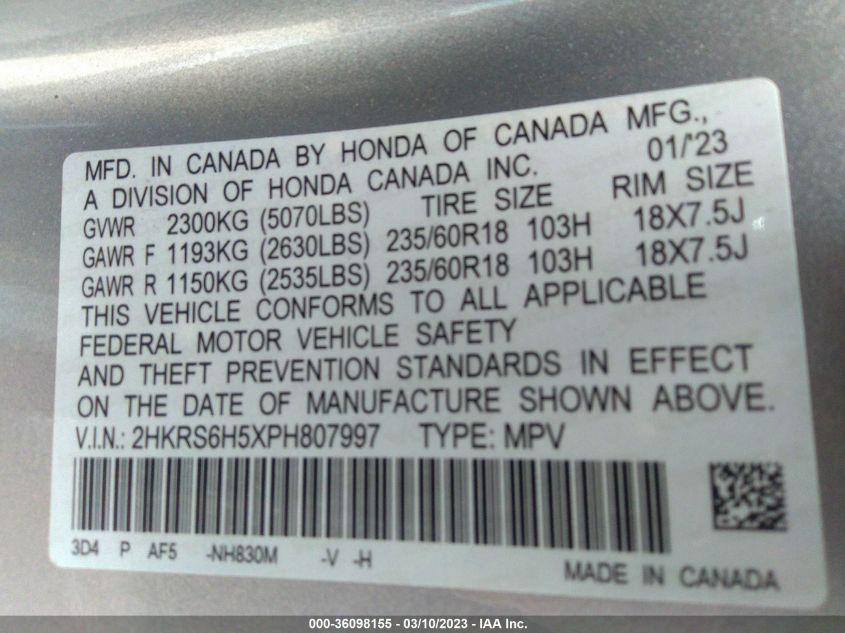 MFD. IN CANADA BY HONDA OF CANADA MFG.,
A DIVISION OF HONDA CANADA INC. 01/'23
GVWR 2300KG (5070LBS) TIRE SIZE RIM SIZE
GAWR F 1193KG (2630LBS) 235/60R18 103H 18X7.5J
GAWR R 1150KG (2535LBS) 235/60R18 103H 18X7.5J
THIS VEHICLE CONFORMS TO ALL APPLICABLE
FEDERAL MOTOR VEHICLE SAFETY
AND THEFT PREVENTION STANDARDS IN EFFECT
ON THE DATE OF MANUFACTURE SHOWN ABOVE.
V.I.N.: 2HKRS6H5XPH807997 TYPE: MPV
3D4 P AF5 -NH830M -V -H
MADE IN CANADA
000-36098155 — 03/10/2023 — IAA Inc.